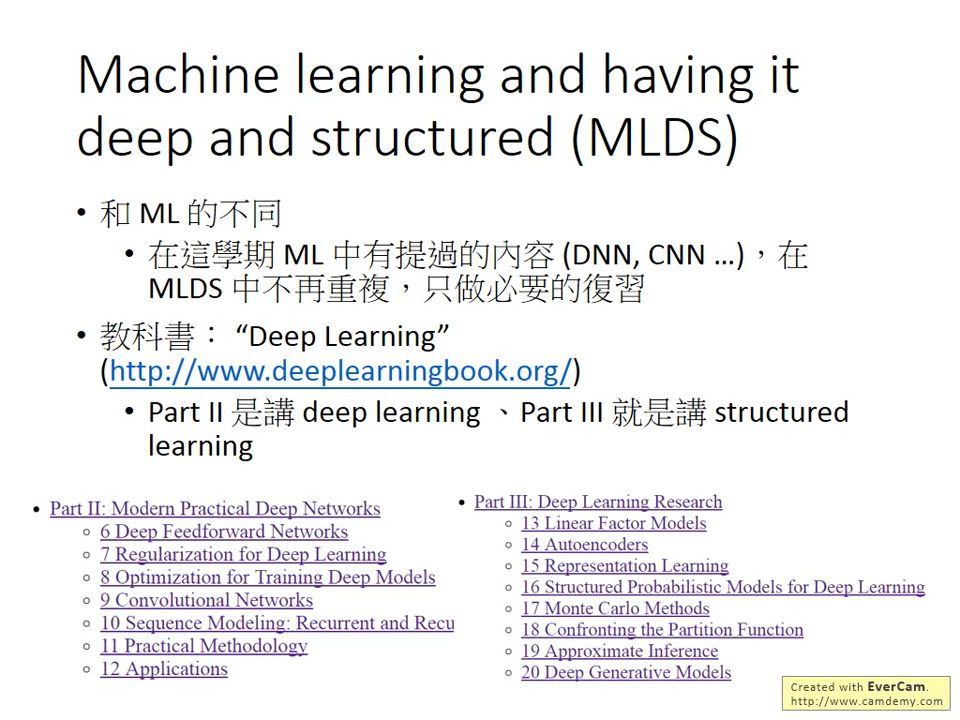 Machine learning and having it
deep and structured (MLDS)
• 和 ML 的不同
• 在這學期 ML 中有提過的內容 (DNN, CNN …)，在
MLDS 中不再重複，只做必要的復習
• 教科書： “Deep Learning”
(http://www.deeplearningbook.org/)
• Part II 是講 deep learning 、Part III 就是講 structured
learning
• Part II: Modern Practical Deep Networks
◦ 6 Deep Feedforward Networks
◦ 7 Regularization for Deep Learning
◦ 8 Optimization for Training Deep Models
◦ 9 Convolutional Networks
◦ 10 Sequence Modeling: Recurrent and Recu
◦ 11 Practical Methodology
◦ 12 Applications
• Part III: Deep Learning Research
◦ 13 Linear Factor Models
◦ 14 Autoencoders
◦ 15 Representation Learning
◦ 16 Structured Probabilistic Models for Deep Learning
◦ 17 Monte Carlo Methods
◦ 18 Confronting the Partition Function
◦ 19 Approximate Inference
◦ 20 Deep Generative Models
Created with EverCam.
http://www.camdemy.com